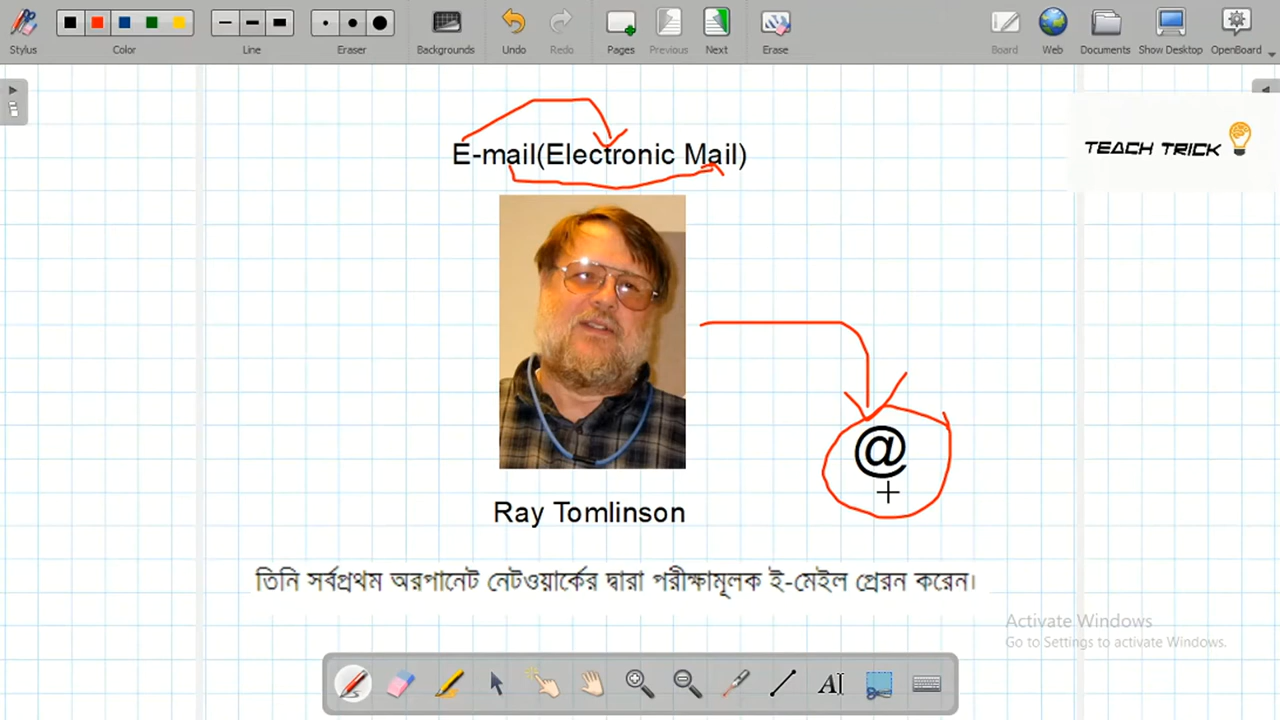 Stylus
Color
Line
Eraser
Backgrounds
Undo
Redo
Pages
Previous
Next
Erase
Board
Web
Documents
Show Desktop
OpenBoard
E-mail(Electronic Mail)
TEACH TRICK
@
Ray Tomlinson
তিনি সর্বপ্রথম অরপানেট নেটওয়ার্কের দ্বারা পরীক্ষামূলক ই-মেইল প্রেরন করেন।
Activate Windows
Go to Settings to activate Windows.
AI